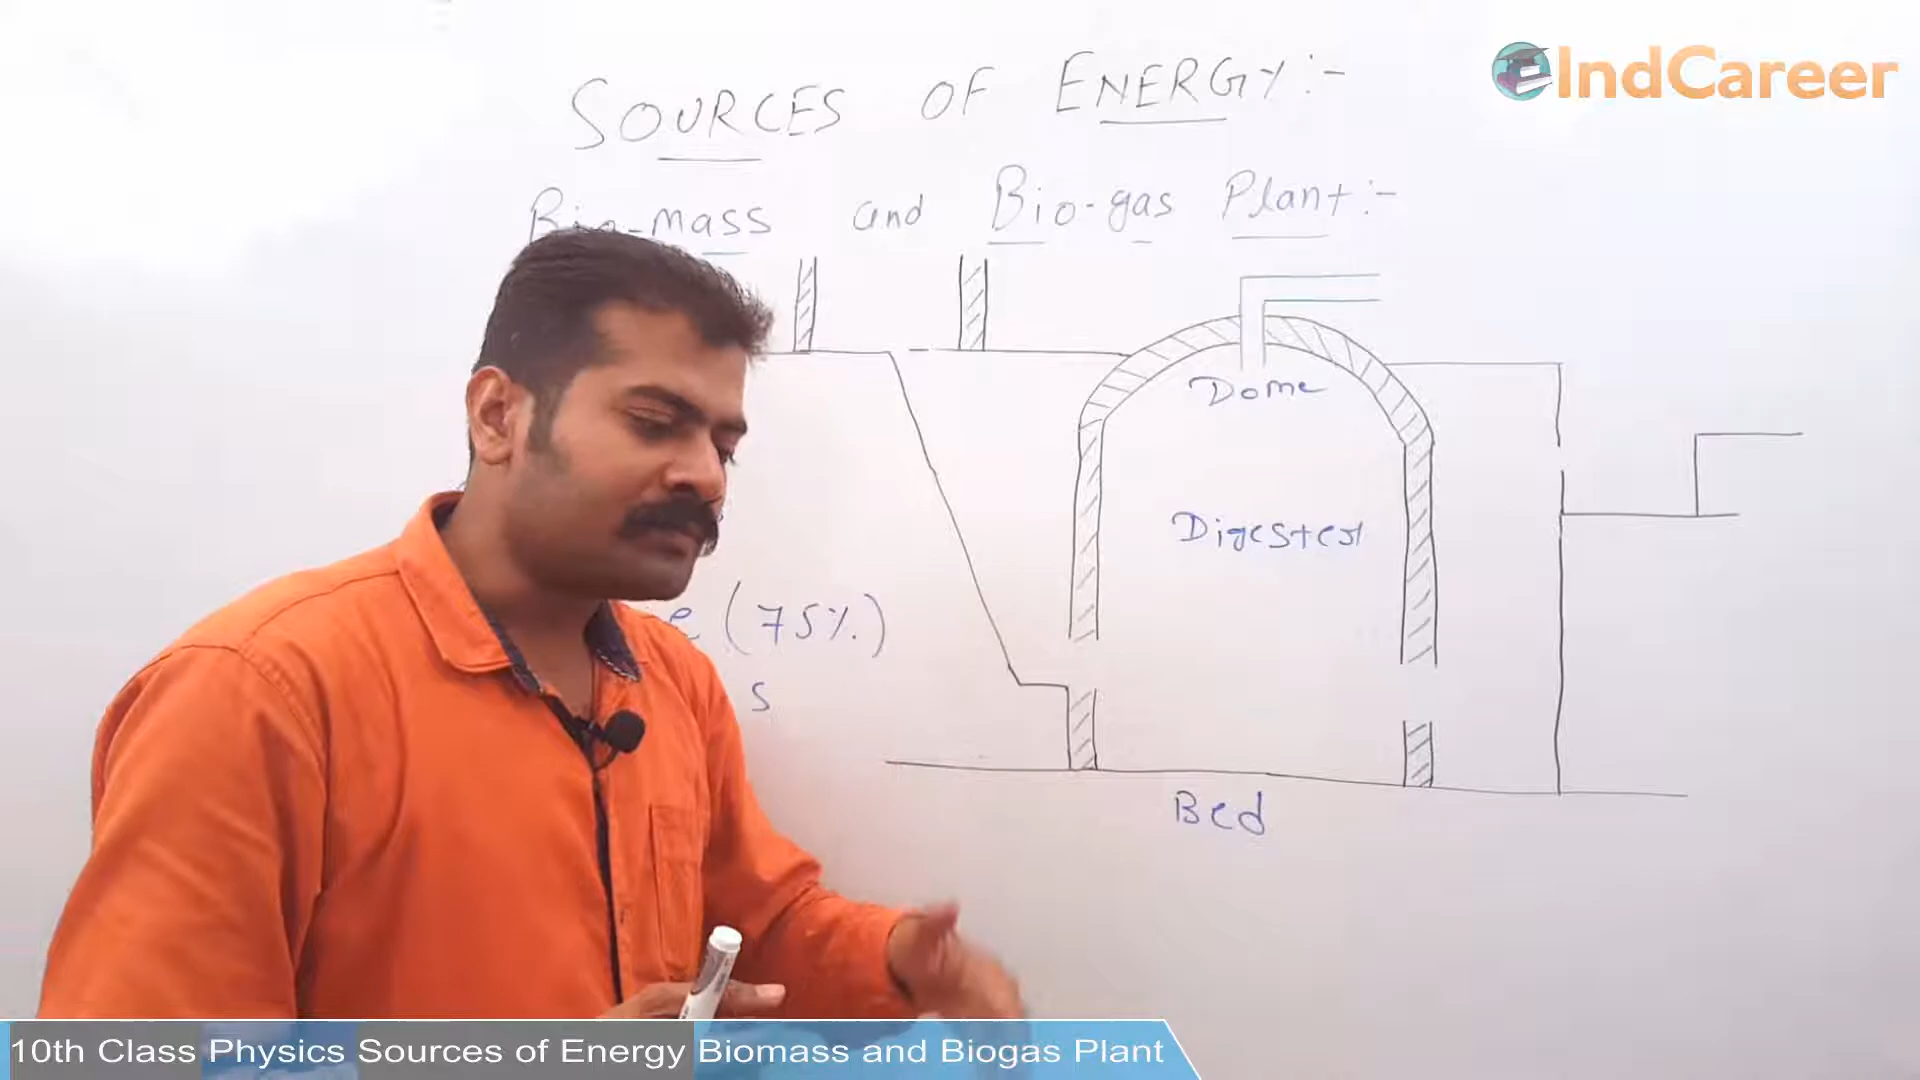 IndCareer
SOURCES OF ENERGY:-
Bio-mass and Bio-gas Plant:-
Dome
Digester
(75%)
s
Bed
10th Class Physics Sources of Energy Biomass and Biogas Plant